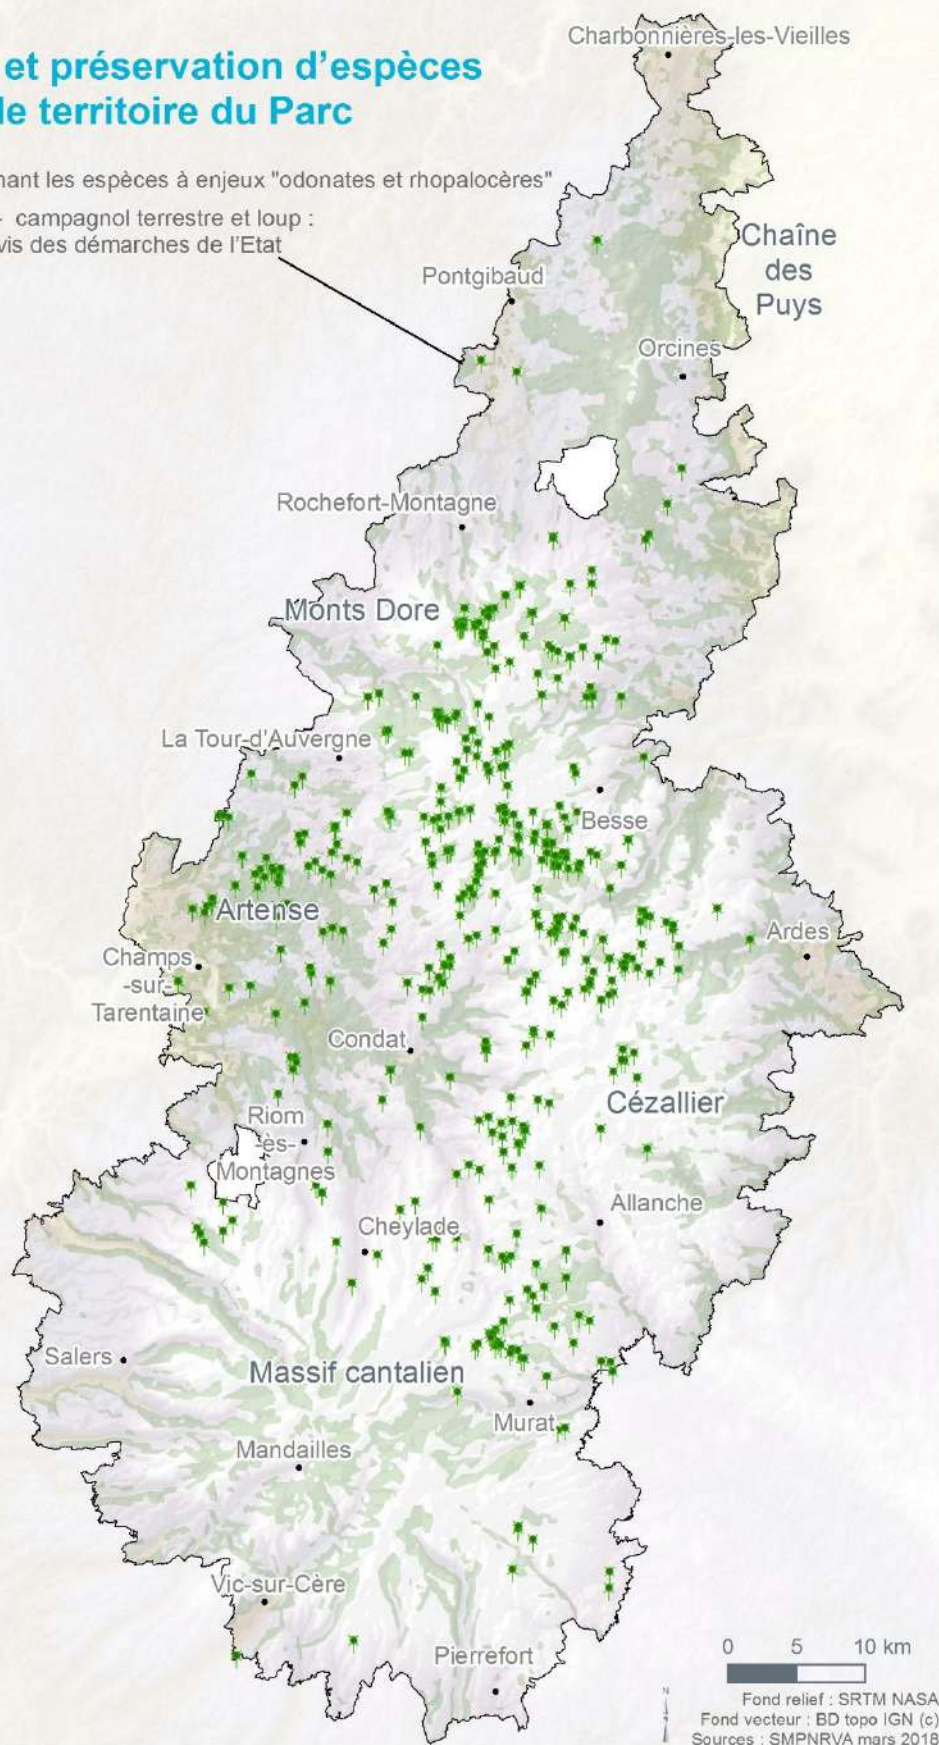 et préservation d'espèces
le territoire du Parc
nant les espèces à enjeux "odonates et rhopalocères"
- campagnol terrestre et loup :
vis des démarches de l'Etat
Charbonnières-les-Vieilles
Chaîne
des
Puys
Pontgibaud
Orcines
Rochefort-Montagne
Monts Dore
La Tour-d'Auvergne
Besse
Artense
Ardes
Champs
-sur-
Tarentaine
Condat
Cézallier
Riom
-ès-
Montagnes
Allanche
Cheylade
Salers
Massif cantalien
Murat
Mandailles
Vic-sur-Cère
Pierrefort
0 5 10 km
N
Fond relief : SRTM NASA
Fond vecteur : BD topo IGN (c)
Sources : SMPNRVA mars 2018